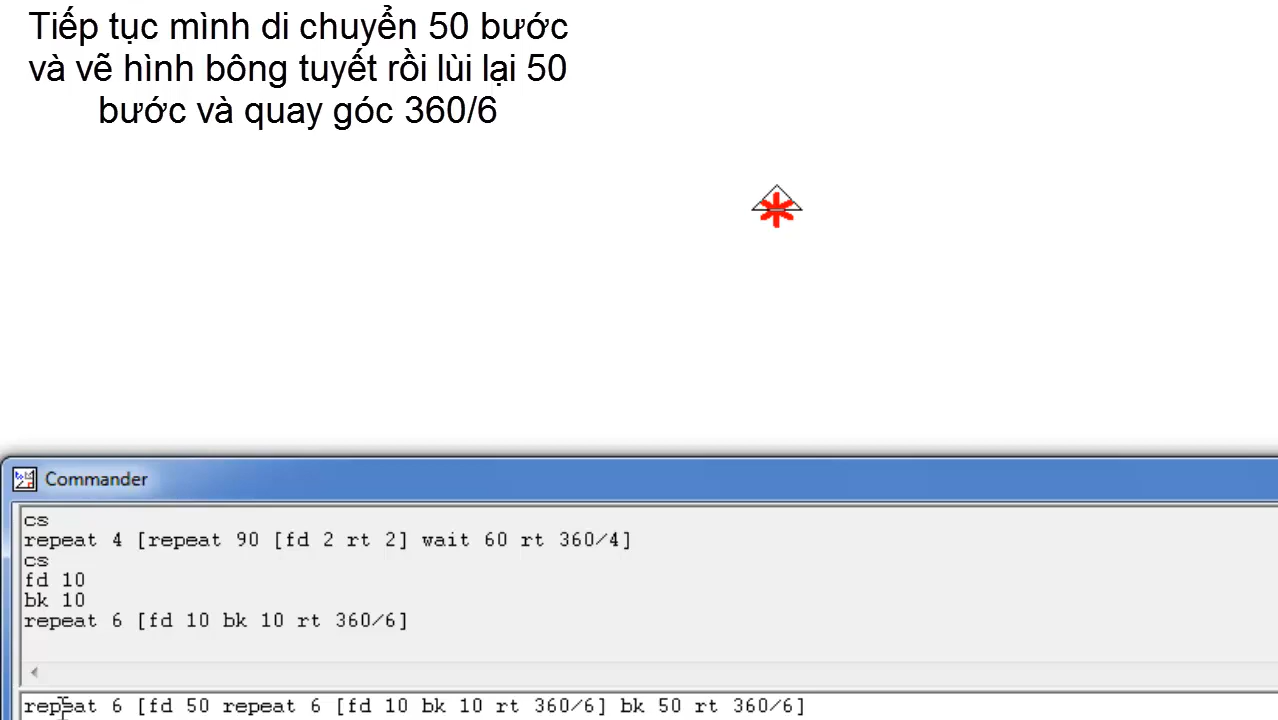 Tiếp tục mình di chuyển 50 bước
và vẽ hình bông tuyết rồi lùi lại 50
bước và quay góc 360/6
Commander
cs
repeat 4 [repeat 90 [fd 2 rt 2] wait 60 rt 360/4]
cs
fd 10
bk 10
repeat 6 [fd 10 bk 10 rt 360/6]
repeat 6 [fd 50 repeat 6 [fd 10 bk 10 rt 360/6] bk 50 rt 360/6]